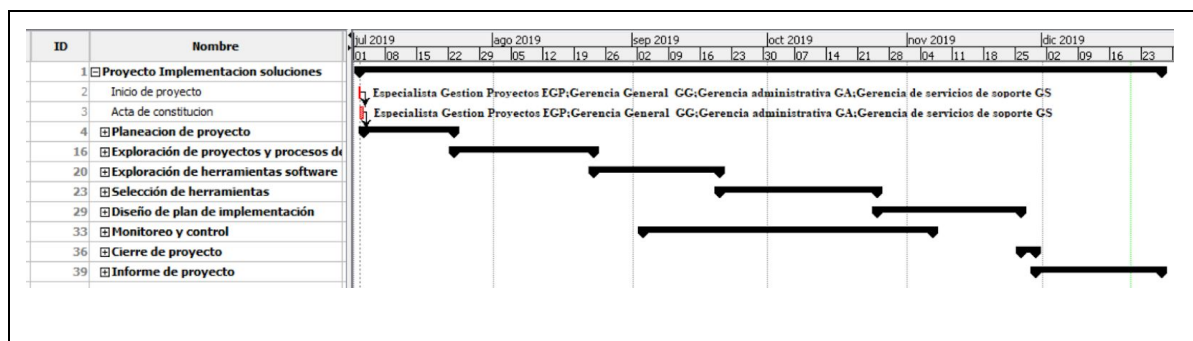 ID Nombre jul 2019 ago 2019 sep 2019 oct 2019 nov 2019 dic 2019
01 08 15 22 29 05 12 19 26 02 09 16 23 30 07 14 21 28 04 11 18 25 02 09 16 23
1 Proyecto Implementacion soluciones
2 Inicio de proyecto Especialista Gestion Proyectos EGP;Gerencia General GG;Gerencia administrativa GA;Gerencia de servicios de soporte GS
3 Acta de constitucion Especialista Gestion Proyectos EGP;Gerencia General GG;Gerencia administrativa GA;Gerencia de servicios de soporte GS
4 Planeacion de proyecto
16 Exploración de proyectos y procesos de
20 Exploración de herramientas software
23 Selección de herramientas
29 Diseño de plan de implementación
33 Monitoreo y control
36 Cierre de proyecto
39 Informe de proyecto